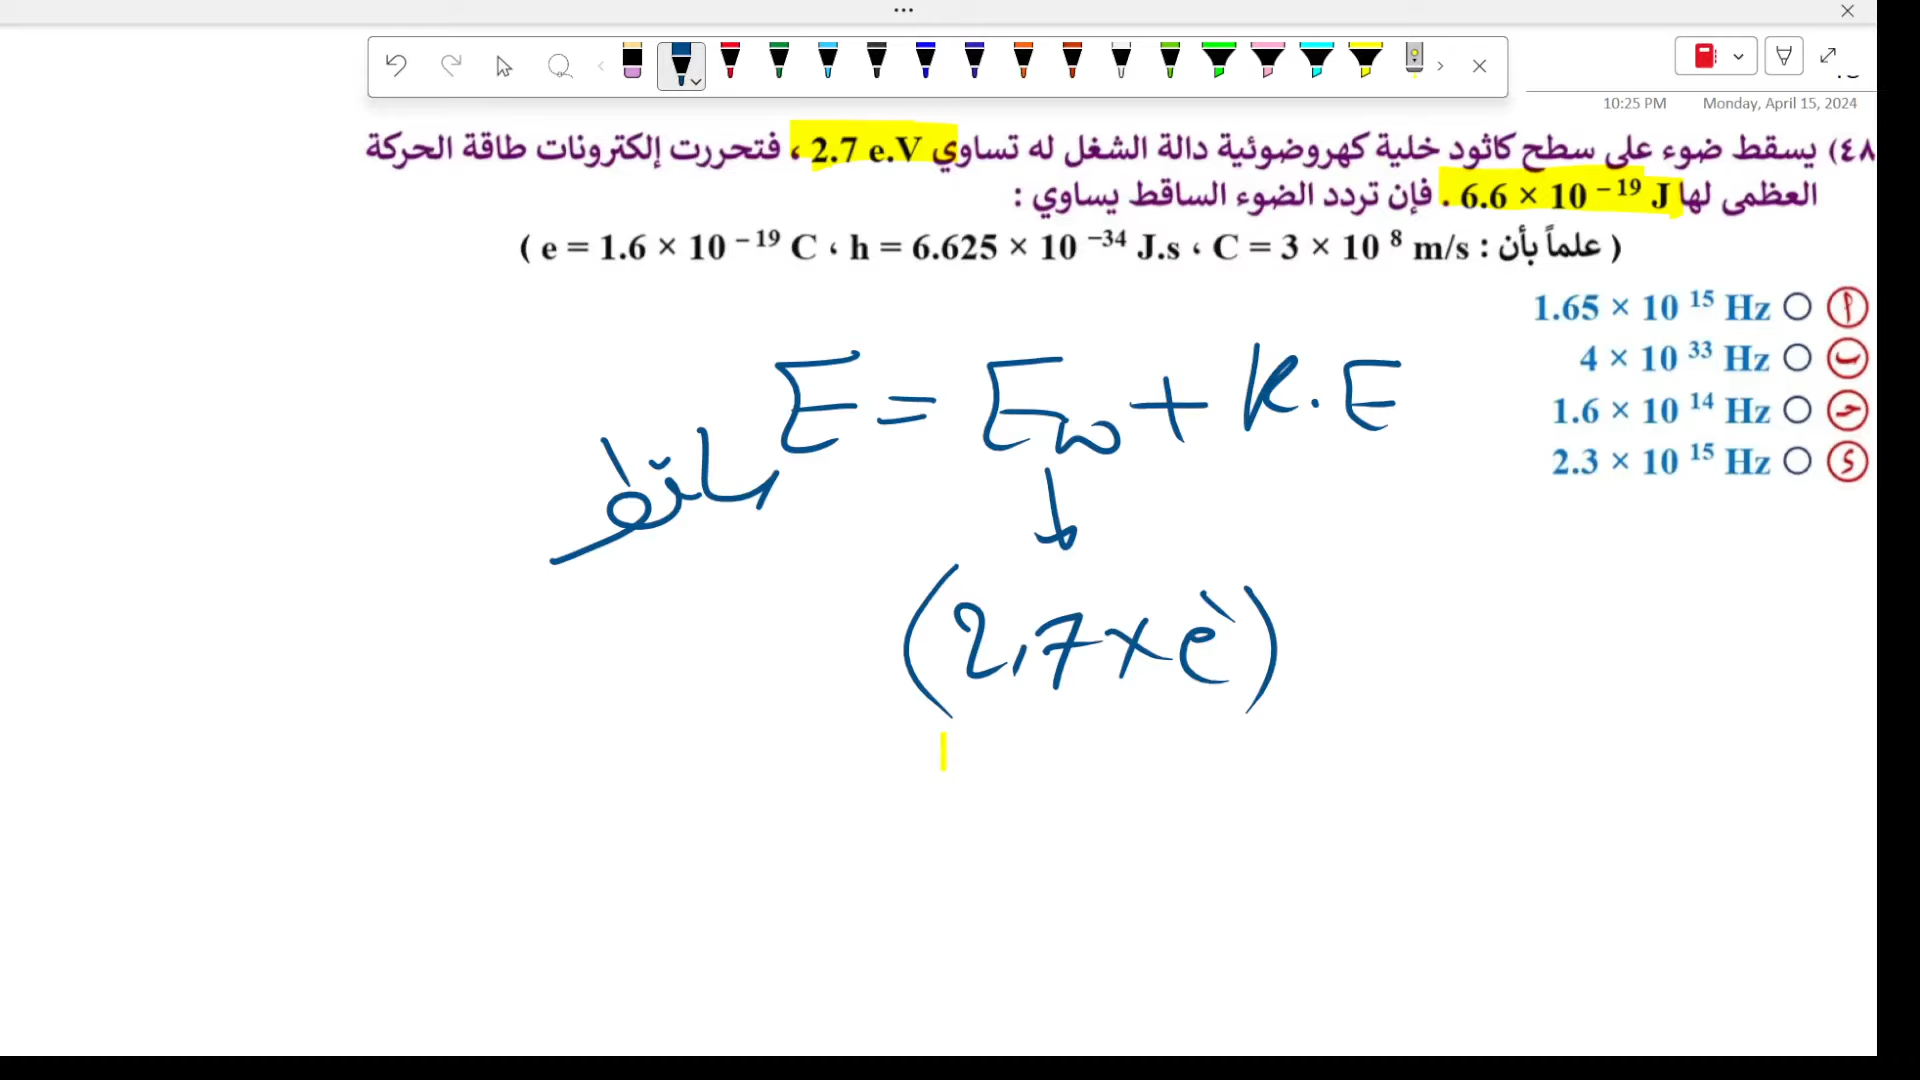 10:25 PM Monday, April 15, 2024
٤٨) يسقط ضوء على سطح كاثود خلية كهروضوئية دالة الشغل له تساوي 2.7 e.V ، فتحررت إلكترونات طاقة الحركة
العظمى لها 6.6 × 10 ⁻¹⁹ J . فإن تردد الضوء الساقط يساوي :
( علماً بأن : e = 1.6 × 10 ⁻¹⁹ C ، h = 6.625 × 10 ⁻³⁴ J.s ، C = 3 × 10 ⁸ m/s )
أ 1.65 × 10 ¹⁵ Hz
ب 4 × 10 ³³ Hz
ج 1.6 × 10 ¹⁴ Hz
د 2.3 × 10 ¹⁵ Hz
E = Ew + K.E
ساقط
(2,7 × e⁻)